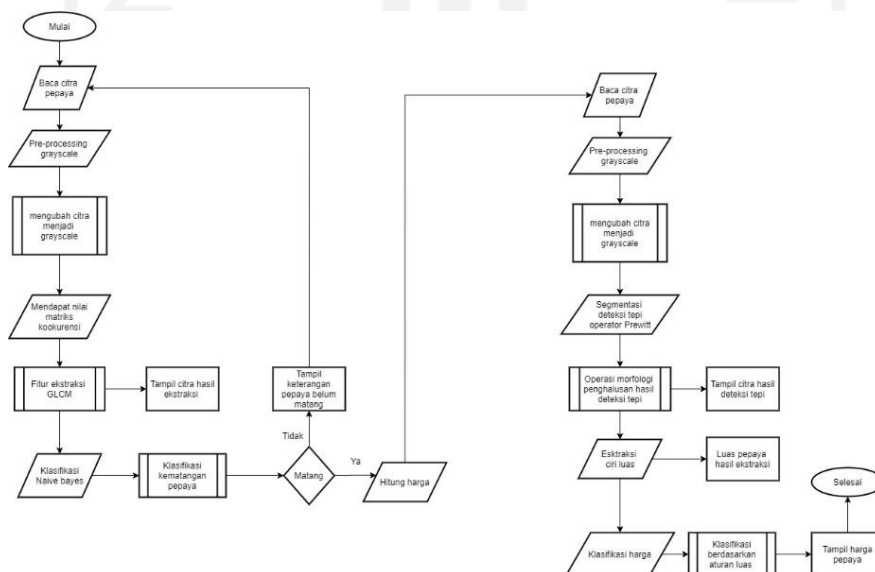 Mulai
Baca citra
pepaya
Pre-processing
grayscale
mengubah citra
menjadi
grayscale
Mendapat nilai
matriks
kookurensi
Fitur ekstraksi
GLCM
Tampil citra hasil
ekstraksi
Klasifikasi
Naive bayes
Klasifikasi
kematangan
pepaya
Matang
Tidak
Tampil
keterangan
pepaya belum
matang
Ya
Hitung harga
Baca citra
pepaya
Pre-processing
grayscale
mengubah citra
menjadi
grayscale
Segmentasi
deteksi tepi
operator Prewitt
Operasi morfologi
penghalusan hasil
deteksi tepi
Tampil citra hasil
deteksi tepi
Esktraksi
ciri luas
Luas pepaya
hasil ekstraksi
Klasifikasi harga
Klasifikasi
berdasarkan
aturan luas
Tampil harga
pepaya
Selesai